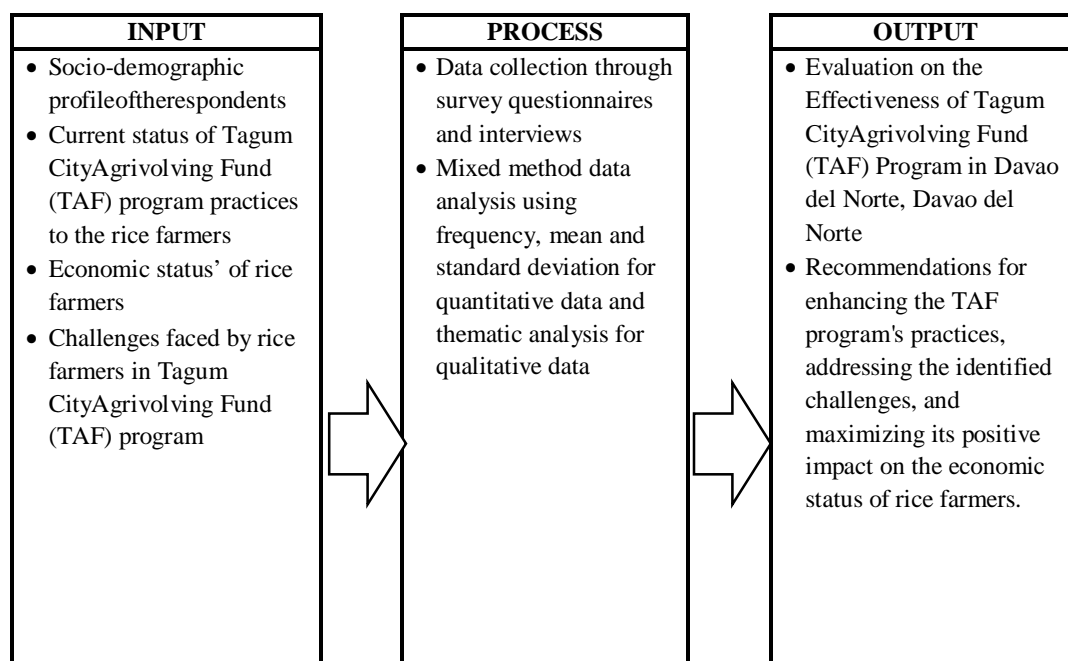 INPUT
• Socio-demographic
profileoftherespondents
• Current status of Tagum
CityAgrivolving Fund
(TAF) program practices
to the rice farmers
• Economic status’ of rice
farmers
• Challenges faced by rice
farmers in Tagum
CityAgrivolving Fund
(TAF) program
PROCESS
• Data collection through
survey questionnaires
and interviews
• Mixed method data
analysis using
frequency, mean and
standard deviation for
quantitative data and
thematic analysis for
qualitative data
OUTPUT
• Evaluation on the
Effectiveness of Tagum
CityAgrivolving Fund
(TAF) Program in Davao
del Norte, Davao del
Norte
• Recommendations for
enhancing the TAF
program's practices,
addressing the identified
challenges, and
maximizing its positive
impact on the economic
status of rice farmers.